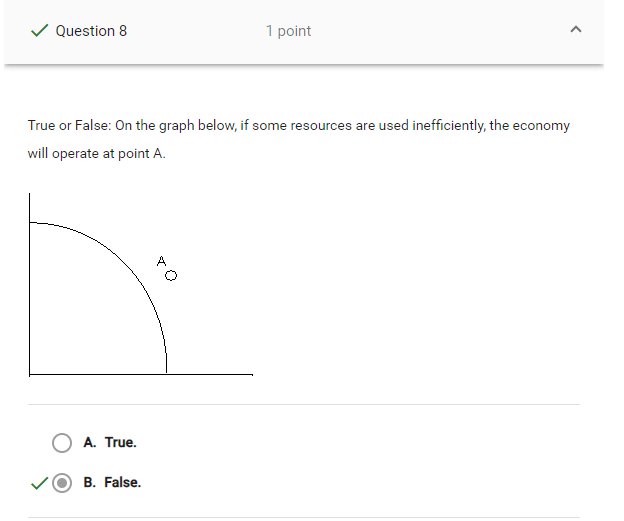 Question 8 1 point
True or False: On the graph below, if some resources are used inefficiently, the economy
will operate at point A.
A
A. True.
B. False.